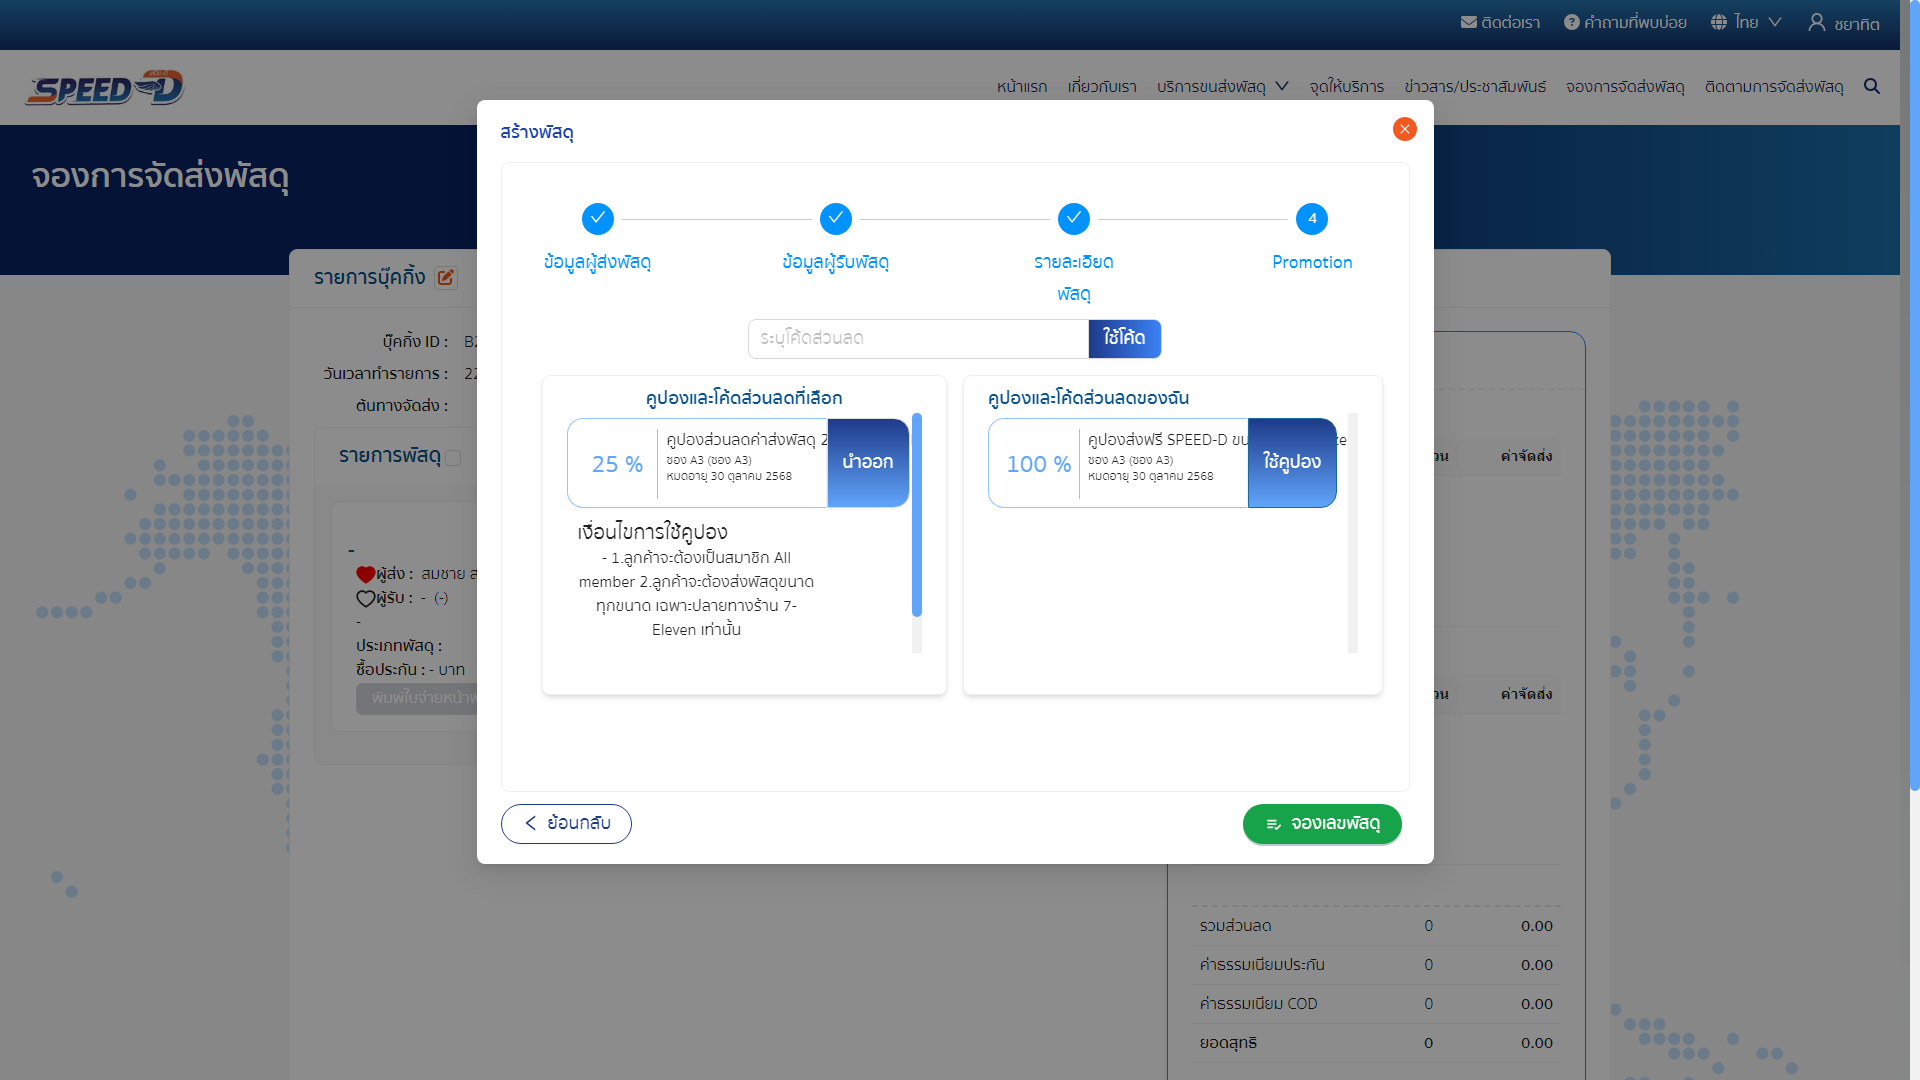 ติดต่อเรา
คำถามที่พบบ่อย
ไทย
ชยาทิต
SPEED-D
หน้าแรก
เกี่ยวกับเรา
บริการขนส่งพัสดุ
จุดให้บริการ
ข่าวสาร/ประชาสัมพันธ์
จองการจัดส่งพัสดุ
ติดตามการจัดส่งพัสดุ
จองการจัดส่งพัสดุ
รายการบุ๊คกิ้ง
บุ๊คกิ้ง ID :
วันเวลาทำรายการ : 22
ต้นทางจัดส่ง :
รายการพัสดุ
-
ผู้ส่ง : สมชาย
ผู้รับ : - (-)
-
ประเภทพัสดุ :
ซื้อประกัน : - บาท
พิมพ์ใบจ่ายหน้า
สร้างพัสดุ
ข้อมูลผู้ส่งพัสดุ
ข้อมูลผู้รับพัสดุ
รายละเอียด
พัสดุ
4
Promotion
ระบุโค้ดส่วนลด
ใช้โค้ด
คูปองและโค้ดส่วนลดที่เลือก
25 %
คูปองส่วนลดค่าส่งพัสดุ 2
ซอง A3 (ซอง A3)
หมดอายุ 30 ตุลาคม 2568
นำออก
เงื่อนไขการใช้คูปอง
- 1.ลูกค้าจะต้องเป็นสมาชิก All
member 2.ลูกค้าจะต้องส่งพัสดุขนาด
ทุกขนาด เฉพาะปลายทางร้าน 7-
Eleven เท่านั้น
คูปองและโค้ดส่วนลดของฉัน
100 %
คูปองส่งฟรี SPEED-D ขน
ซอง A3 (ซอง A3)
หมดอายุ 30 ตุลาคม 2568
ใช้คูปอง
ย้อนกลับ
จองเลขพัสดุ
ค่าจัดส่ง
ค่าจัดส่ง
รวมส่วนลด 0 0.00
ค่าธรรมเนียมประกัน 0 0.00
ค่าธรรมเนียม COD 0 0.00
ยอดสุทธิ 0 0.00